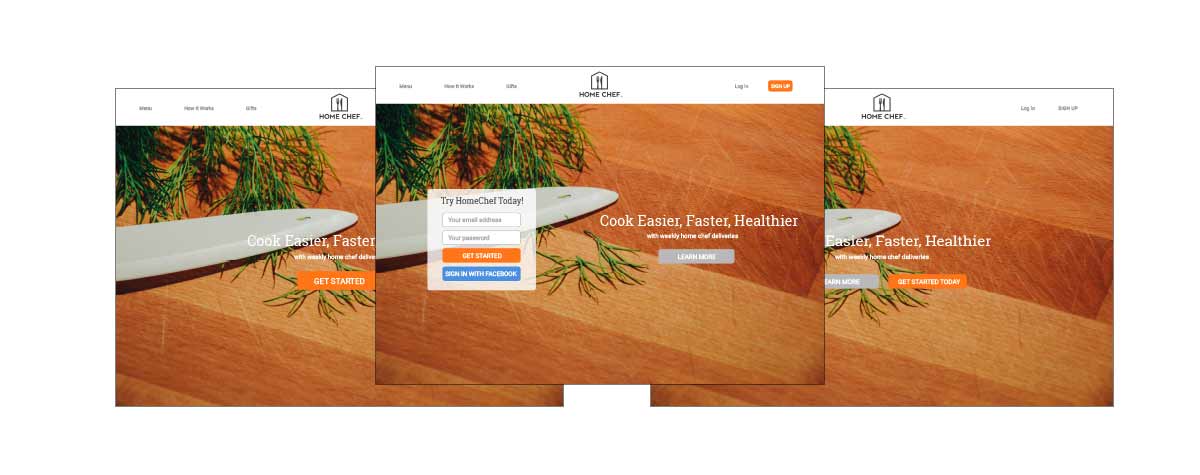 Menu
How It Works
Gifts
HOME CHEF.
Cook Easier, Faster
with weekly home chef
GET STARTED
Menu
How It Works
Gifts
HOME CHEF.
Log In
SIGN UP
Try HomeChef Today!
Your email address
Your password
GET STARTED
SIGN IN WITH FACEBOOK
Cook Easier, Faster, Healthier
with weekly home chef deliveries
LEARN MORE
HOME CHEF.
Log In
SIGN UP
Easier, Faster, Healthier
with weekly home chef deliveries
MORE
GET STARTED TODAY